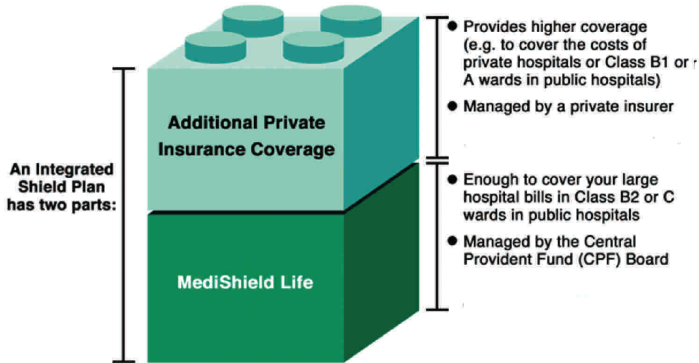 An Integrated
Shield Plan
has two parts:
Additional Private
Insurance Coverage
MediShield Life
● Provides higher coverage
(e.g. to cover the costs of
private hospitals or Class B1 or
A wards in public hospitals)
● Managed by a private insurer
● Enough to cover your large
hospital bills in Class B2 or C
wards in public hospitals
● Managed by the Central
Provident Fund (CPF) Board